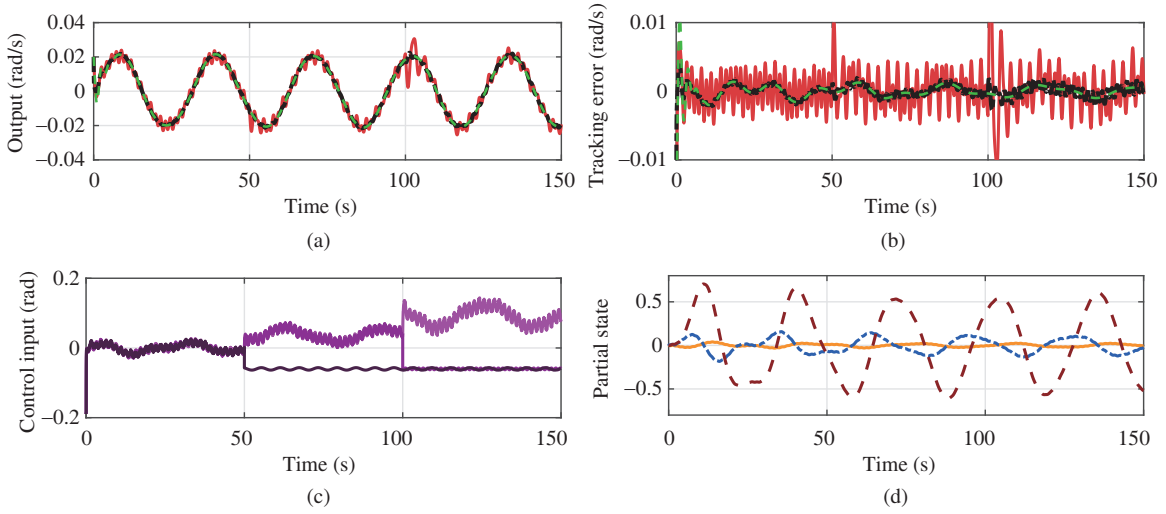 Output (rad/s)
0.04
0.02
0
−0.02
−0.04
0
50
100
150
Time (s)
(a)
Tracking error (rad/s)
0.01
0
−0.01
0
50
100
150
Time (s)
(b)
Control input (rad)
0.2
0
−0.2
0
50
100
150
Time (s)
(c)
Partial state
0.5
0
−0.5
0
50
100
150
Time (s)
(d)